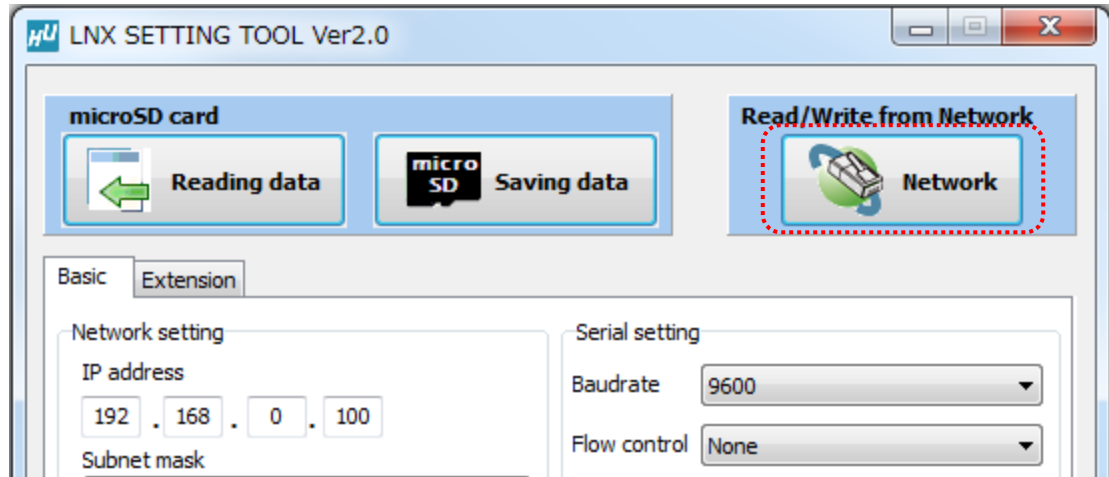 HU LNX SETTING TOOL Ver2.0
microSD card
Reading data
micro
SD
Saving data
Read/Write from Network
Network
Basic
Extension
Network setting
IP address
192 . 168 . 0 . 100
Subnet mask
Serial setting
Baudrate 9600
Flow control None